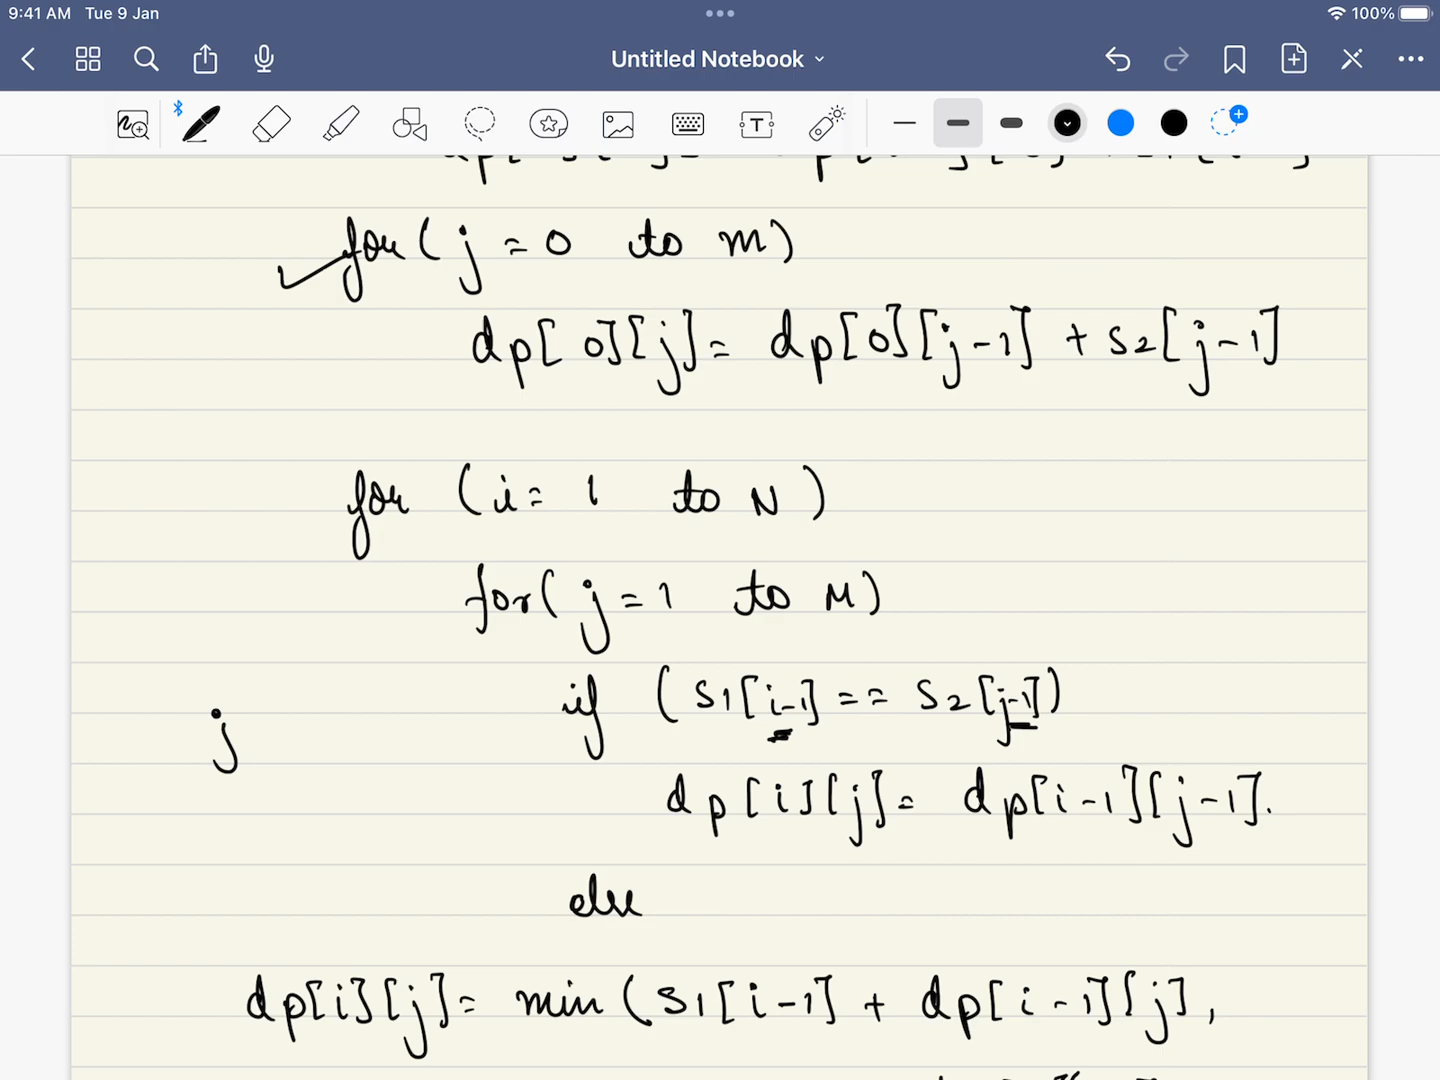 9:41 AM Tue 9 Jan
100%
Untitled Notebook
for( j = 0 to m)
dp[ 0][j] = dp[0][j-1] + S2[j-1]
for (i = 1 to N )
for( j = 1 to M)
if ( S1[i-1] == S2[j-1])
j
dp[i][j] = dp[i-1][j-1].
else
dp[i][j] = min (S1[i-1] + dp[i-1][j],